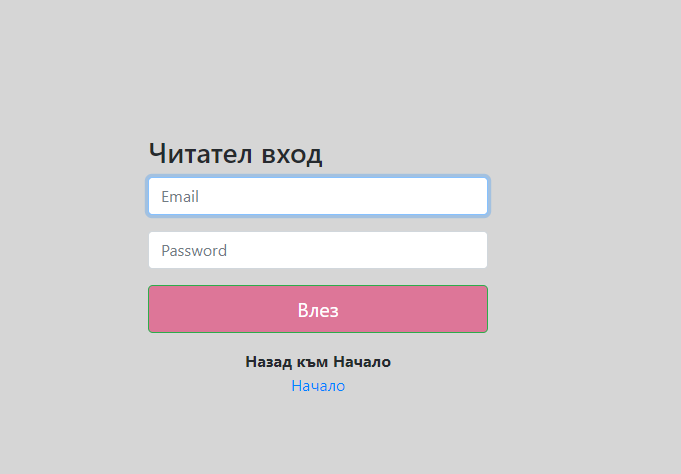 Читател вход
Email
Password
Влез
Назад към Начало
Начало